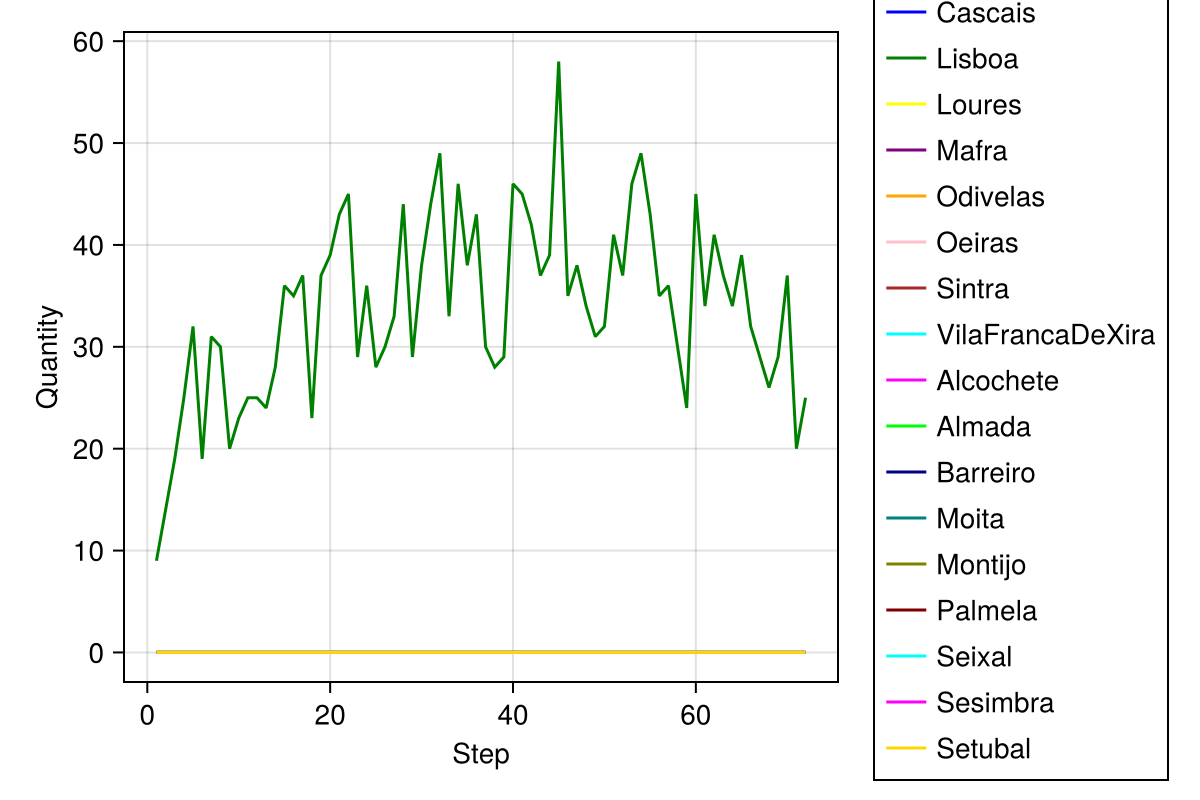 60
50
40
30
20
10
0
Quantity
0 20 40 60
Step
Cascais
Lisboa
Loures
Mafra
Odivelas
Oeiras
Sintra
VilaFrancaDeXira
Alcochete
Almada
Barreiro
Moita
Montijo
Palmela
Seixal
Sesimbra
Setubal